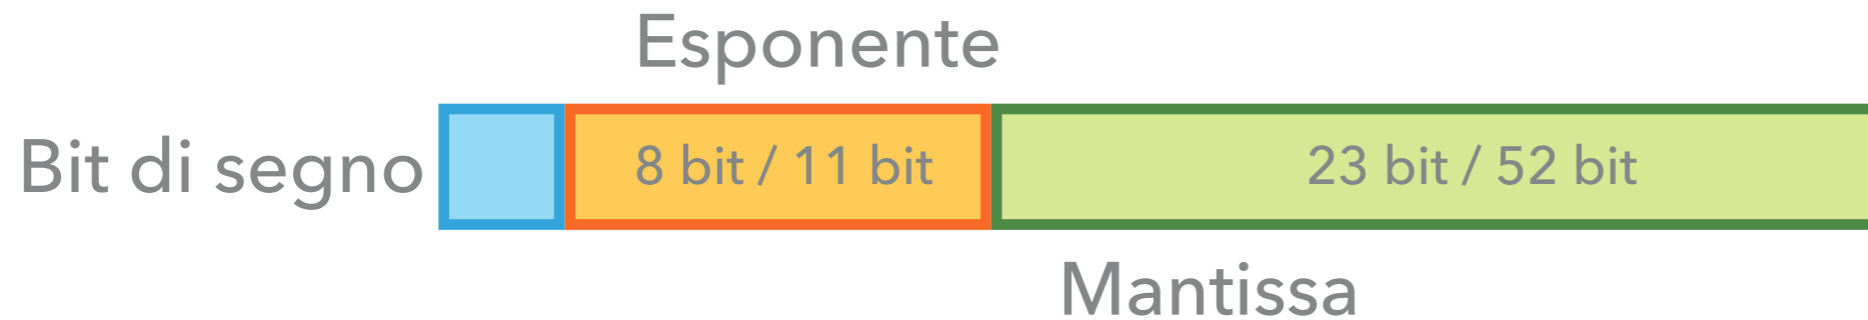 Esponente
Bit di segno
8 bit / 11 bit
23 bit / 52 bit
Mantissa